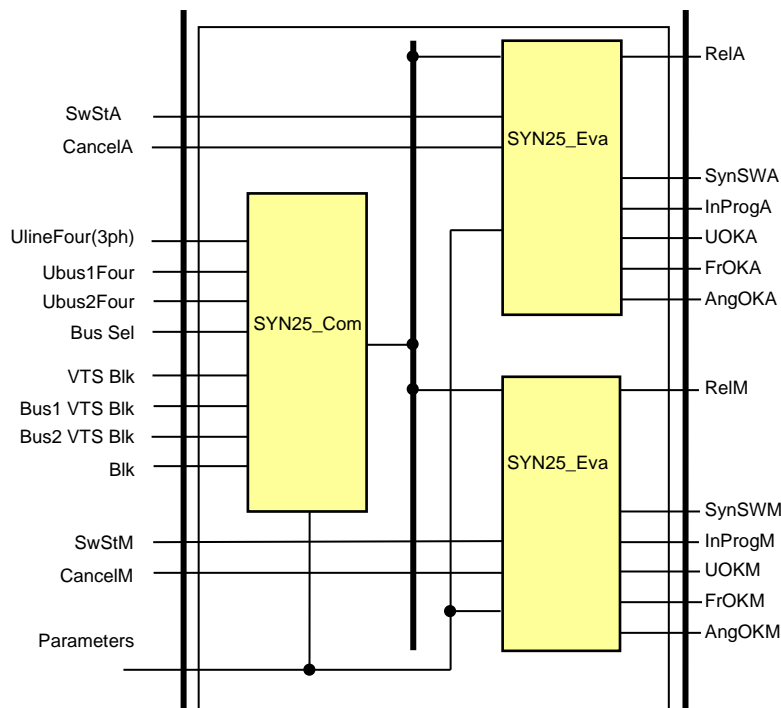 RelA
SwStA
SYN25_Eva
CancelA
SynSWA
InProgA
UlineFour(3ph)
UOKA
Ubus1Four
FrOKA
Ubus2Four
AngOKA
SYN25_Com
Bus Sel
VTS Blk
RelM
Bus1 VTS Blk
Bus2 VTS Blk
SYN25_Eva
Blk
SynSWM
SwStM
InProgM
CancelM
UOKM
FrOKM
AngOKM
Parameters